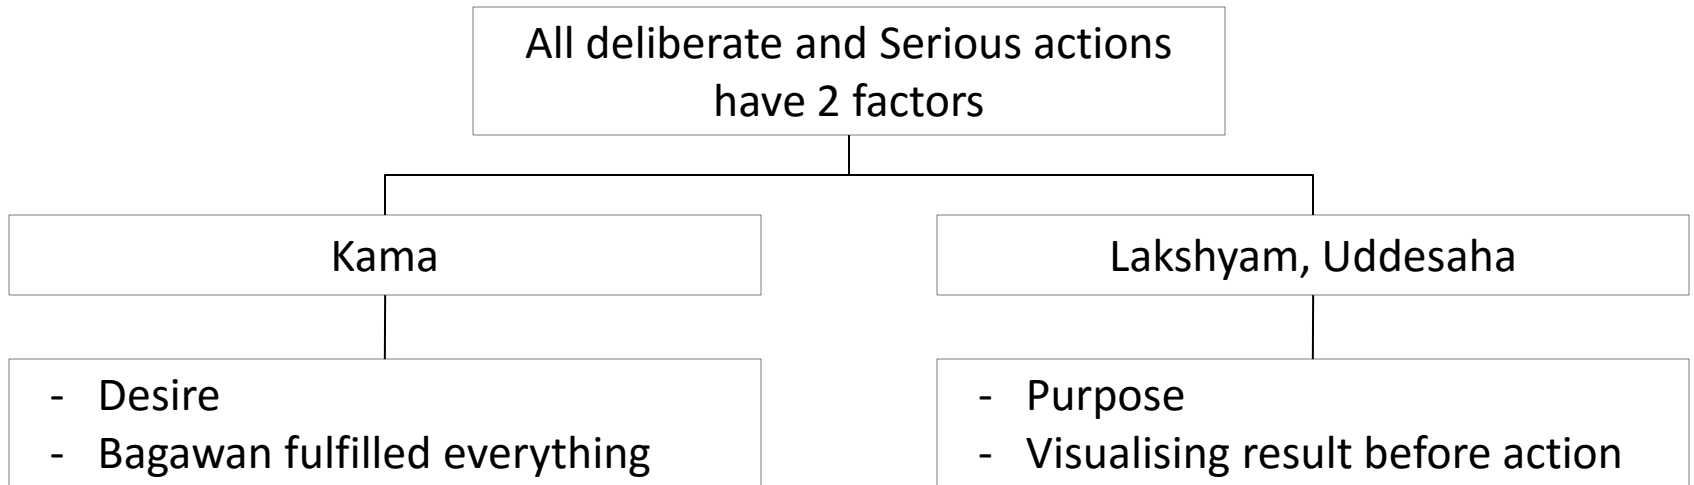 All deliberate and Serious actions
have 2 factors
Kama
Lakshyam, Uddesaha
- Desire
- Bagawan fulfilled everything
- Purpose
- Visualising result before action